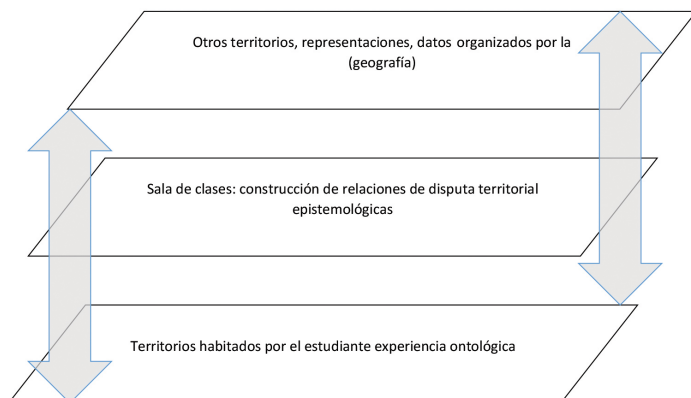 Otros territorios, representaciones, datos organizados por la
(geografía)
Sala de clases: construcción de relaciones de disputa territorial
epistemológicas
Territorios habitados por el estudiante experiencia ontológica